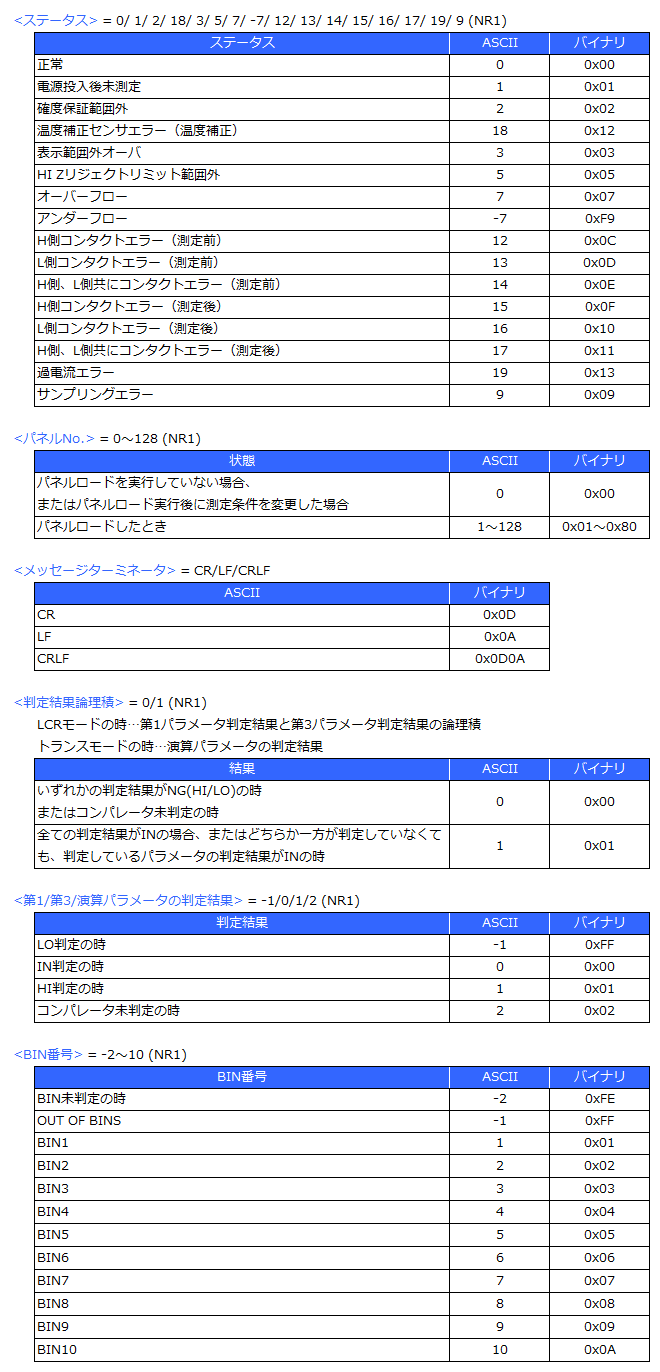 <ステータス> = 0/ 1/ 2/ 18/ 3/ 5/ 7/ -7/ 12/ 13/ 14/ 15/ 16/ 17/ 19/ 9 (NR1)
ステータス ASCII バイナリ
正常 0 0x00
電源投入後未測定 1 0x01
確度保証範囲外 2 0x02
温度補正センサエラー（温度補正） 18 0x12
表示範囲外オーバ 3 0x03
HI Zリジェクトリミット範囲外 5 0x05
オーバーフロー 7 0x07
アンダーフロー -7 0xF9
H側コンタクトエラー（測定前） 12 0x0C
L側コンタクトエラー（測定前） 13 0x0D
H側、L側共にコンタクトエラー（測定前） 14 0x0E
H側コンタクトエラー（測定後） 15 0x0F
L側コンタクトエラー（測定後） 16 0x10
H側、L側共にコンタクトエラー（測定後） 17 0x11
過電流エラー 19 0x13
サンプリングエラー 9 0x09
<パネルNo.> = 0～128 (NR1)
状態 ASCII バイナリ
パネルロードを実行していない場合、
またはパネルロード実行後に測定条件を変更した場合 0 0x00
パネルロードしたとき 1～128 0x01～0x80
<メッセージターミネータ> = CR/LF/CRLF
ASCII バイナリ
CR 0x0D
LF 0x0A
CRLF 0x0D0A
<判定結果論理積> = 0/1 (NR1)
LCRモードの時…第1パラメータ判定結果と第3パラメータ判定結果の論理積
トランスモードの時…演算パラメータの判定結果
結果 ASCII バイナリ
いずれかの判定結果がNG(HI/LO)の時
またはコンパレータ未判定の時 0 0x00
全ての判定結果がINの場合、またはどちらか一方が判定していなくて
も、判定しているパラメータの判定結果がINの時 1 0x01
<第1/第3/演算パラメータの判定結果> = -1/0/1/2 (NR1)
判定結果 ASCII バイナリ
LO判定の時 -1 0xFF
IN判定の時 0 0x00
HI判定の時 1 0x01
コンパレータ未判定の時 2 0x02
<BIN番号> = -2～10 (NR1)
BIN番号 ASCII バイナリ
BIN未判定の時 -2 0xFE
OUT OF BINS -1 0xFF
BIN1 1 0x01
BIN2 2 0x02
BIN3 3 0x03
BIN4 4 0x04
BIN5 5 0x05
BIN6 6 0x06
BIN7 7 0x07
BIN8 8 0x08
BIN9 9 0x09
BIN10 10 0x0A